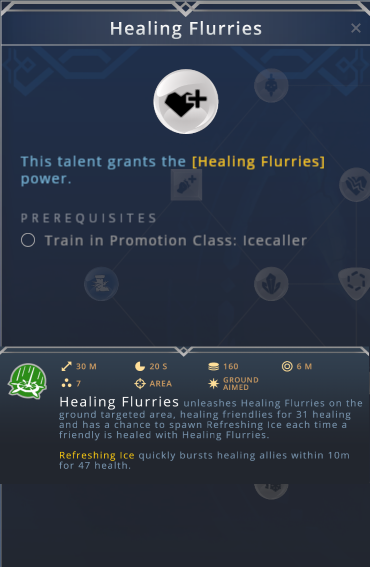 Healing Flurries
This talent grants the [Healing Flurries]
power.
PREREQUISITES
Train in Promotion Class: Icecaller
30 M 20 S 160 6 M
7 AREA GROUND AIMED
Healing Flurries unleashes Healing Flurries on the
ground targeted area, healing friendlies for 31 healing
and has a chance to spawn Refreshing Ice each time a
friendly is healed with Healing Flurries.
Refreshing Ice quickly bursts healing allies within 10m
for 47 health.